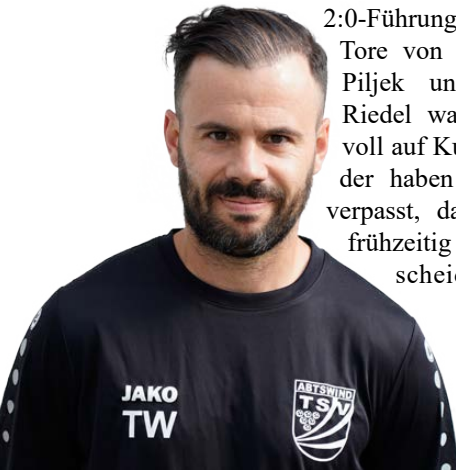 2:0-Führung
Tore von
Piljek un
Riedel wa
voll auf Ku
der haben
verpasst, da
frühzeitig
scheid
JAKO
TW
ABTSWIND
TSV